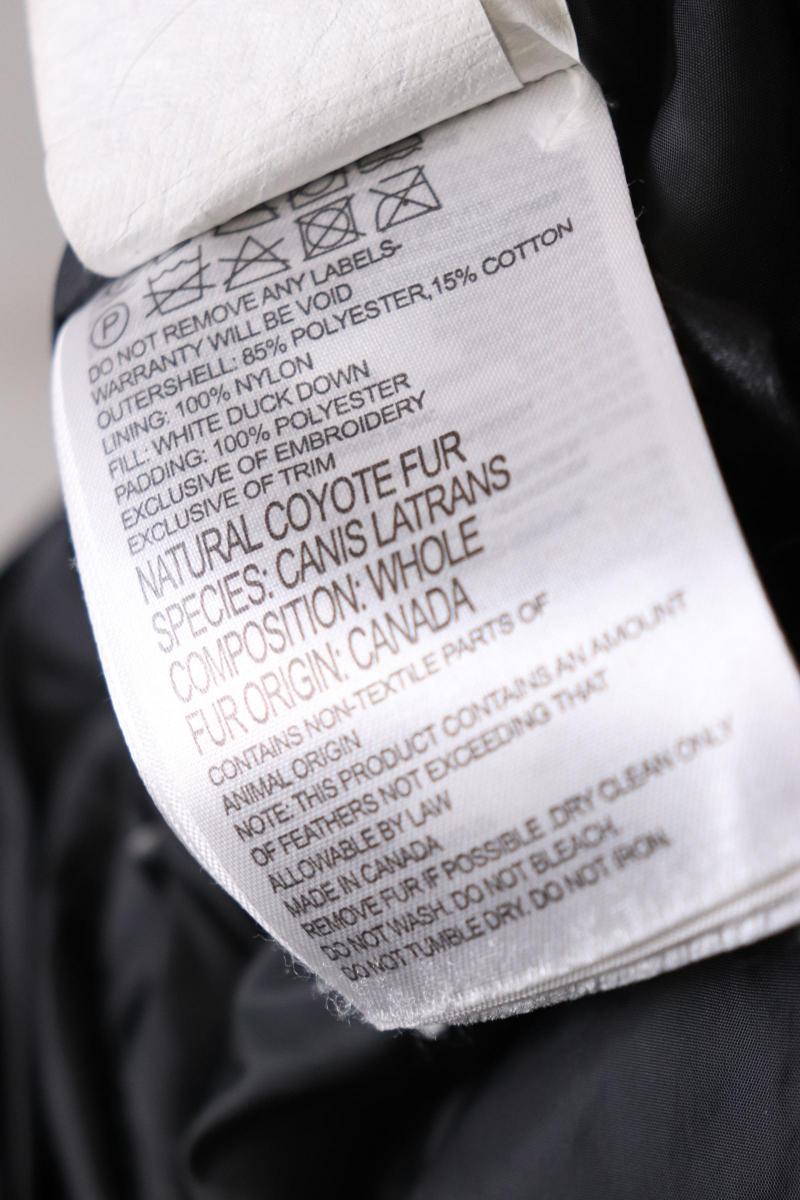 P
DO NOT REMOVE ANY LABELS-
WARRANTY WILL BE VOID
OUTERSHELL: 85% POLYESTER,15% COTTON
LINING: 100% NYLON
FILL: WHITE DUCK DOWN
PADDING: 100% POLYESTER
EXCLUSIVE OF EMBROIDERY
EXCLUSIVE OF TRIM
NATURAL COYOTE FUR
SPECIES: CANIS LATRANS
COMPOSITION: WHOLE
FUR ORIGIN: CANADA
CONTAINS NON-TEXTILE PARTS OF
ANIMAL ORIGIN
NOTE: THIS PRODUCT CONTAINS AN AMOUNT
OF FEATHERS NOT EXCEEDING THAT
ALLOWABLE BY LAW
MADE IN CANADA
REMOVE FUR IF POSSIBLE .DRY CLEAN ONLY
DO NOT WASH. DO NOT BLEACH.
DO NOT TUMBLE DRY. DO NOT IRON.